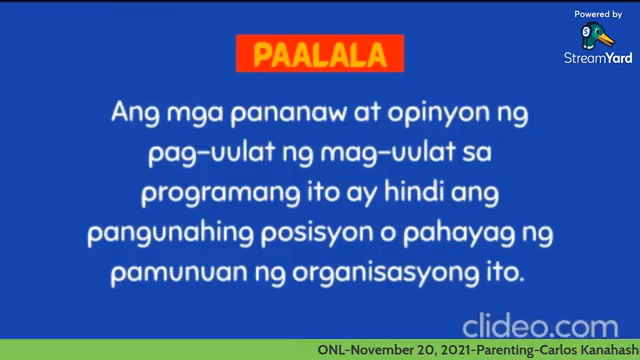 Powered by
StreamYard
PAALALA
Ang mga pananaw at opinyon ng
pag-uulat ng mag-uulat sa
programang ito ay hindi ang
pangunahing posisyon o pahayag ng
pamunuan ng organisasyong ito.
clideo.com
ONL-November 20, 2021-Parenting-Carlos Kanahash